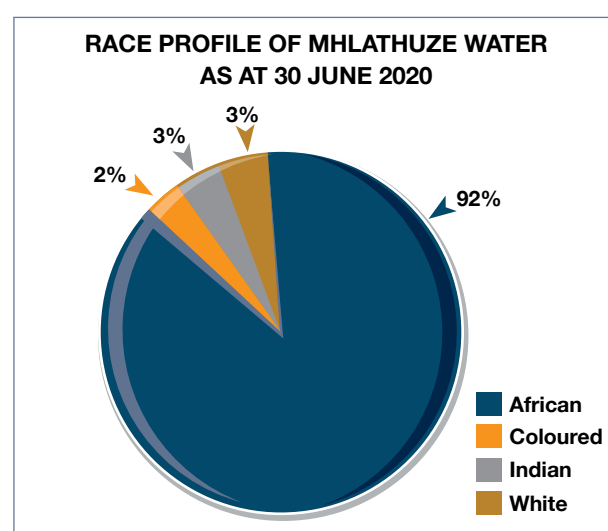 RACE PROFILE OF MHLATHUZE WATER
AS AT 30 JUNE 2020
3%
3%
2%
92%
African
Coloured
Indian
White